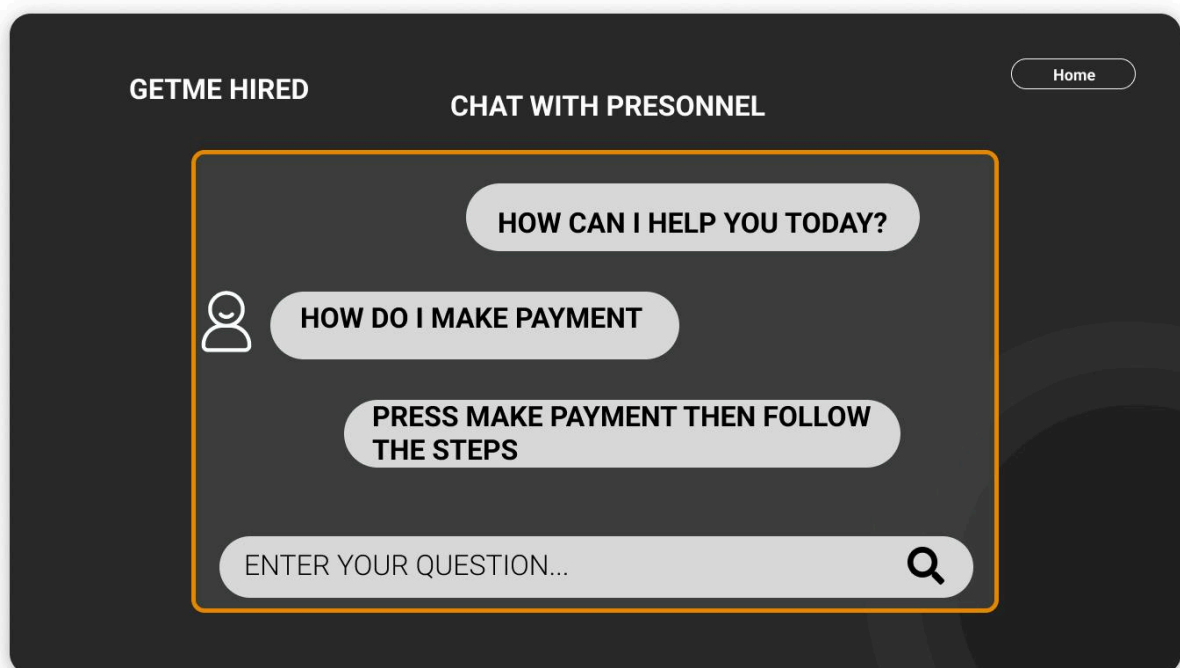 GETME HIRED
Home
CHAT WITH PRESONNEL
HOW CAN I HELP YOU TODAY?
HOW DO I MAKE PAYMENT
PRESS MAKE PAYMENT THEN FOLLOW
THE STEPS
ENTER YOUR QUESTION...